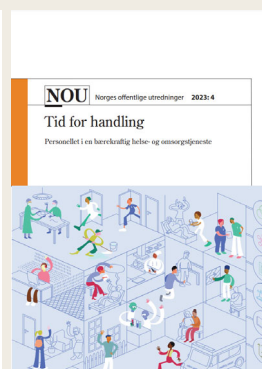 NOU Norges offentlige utredninger 2023: 4
Tid for handling
Personellet i en bærekraftig helse- og omsorgstjeneste